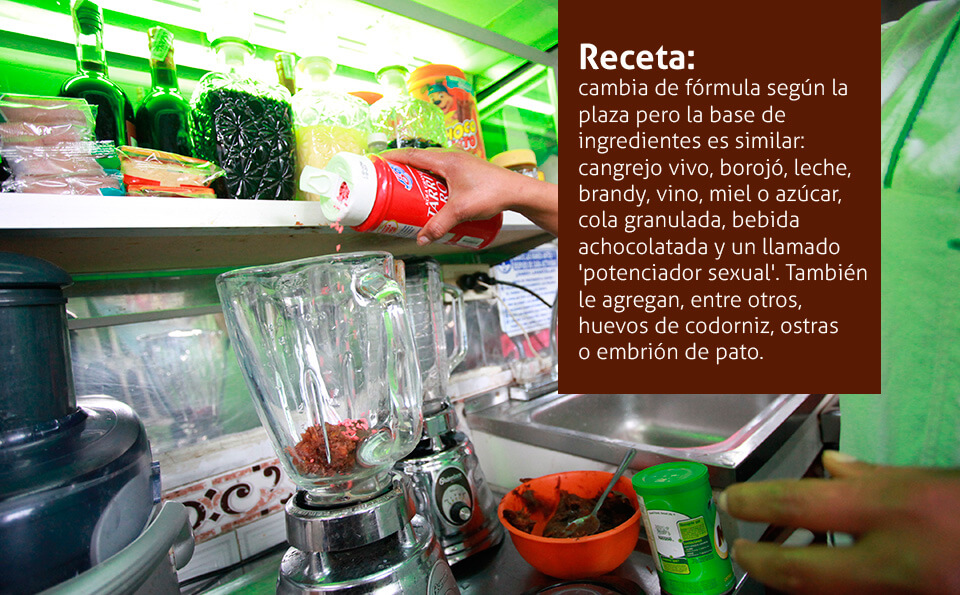 Receta:
cambia de fórmula según la
plaza pero la base de
ingredientes es similar:
cangrejo vivo, borojó, leche,
brandy, vino, miel o azúcar,
cola granulada, bebida
achocolatada y un llamado
'potenciador sexual'. También
le agregan, entre otros,
huevos de codorniz, ostras
o embrión de pato.
CHOCO
TARRITO